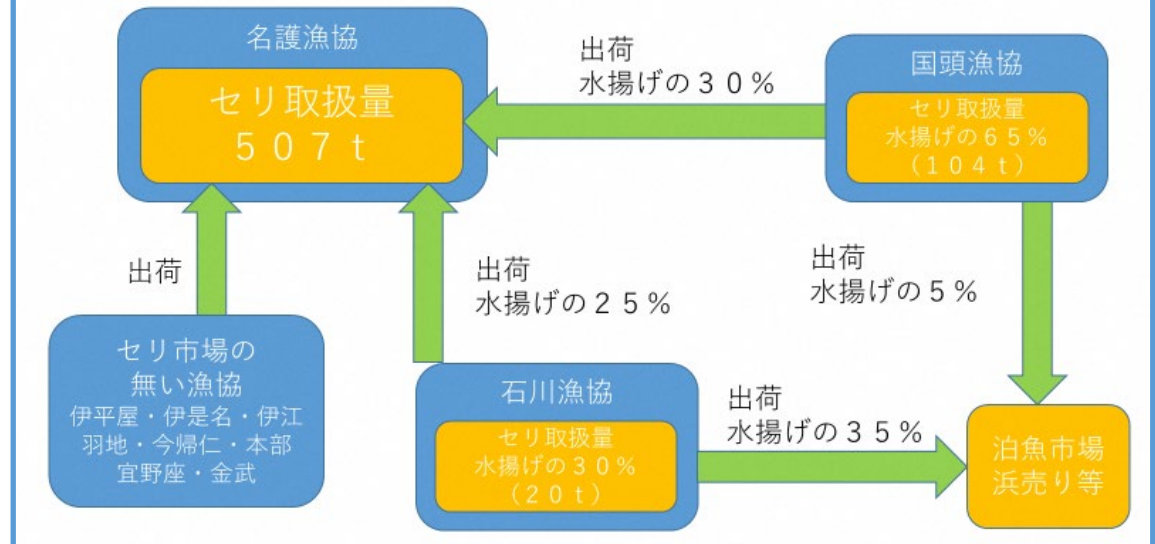 名護漁協
セリ取扱量
５０７ｔ
出荷
水揚げの３０％
国頭漁協
セリ取扱量
水揚げの６５％
（１０４ｔ）
出荷
出荷
水揚げの２５％
出荷
水揚げの５％
セリ市場の
無い漁協
伊平屋・伊是名・伊江
羽地・今帰仁・本部
宜野座・金武
石川漁協
セリ取扱量
水揚げの３０％
（２０ｔ）
出荷
水揚げの３５％
泊魚市場
浜売り等